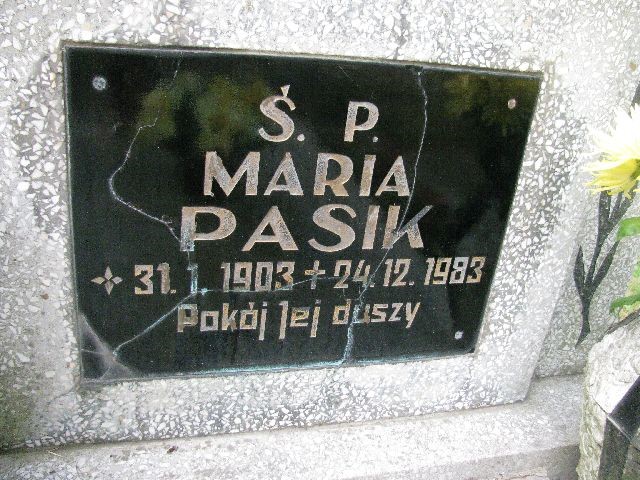 Ś. P.
MARIA
PASIK
31. 1. 1903 + 24. 12. 1983
Pokój Jej duszy